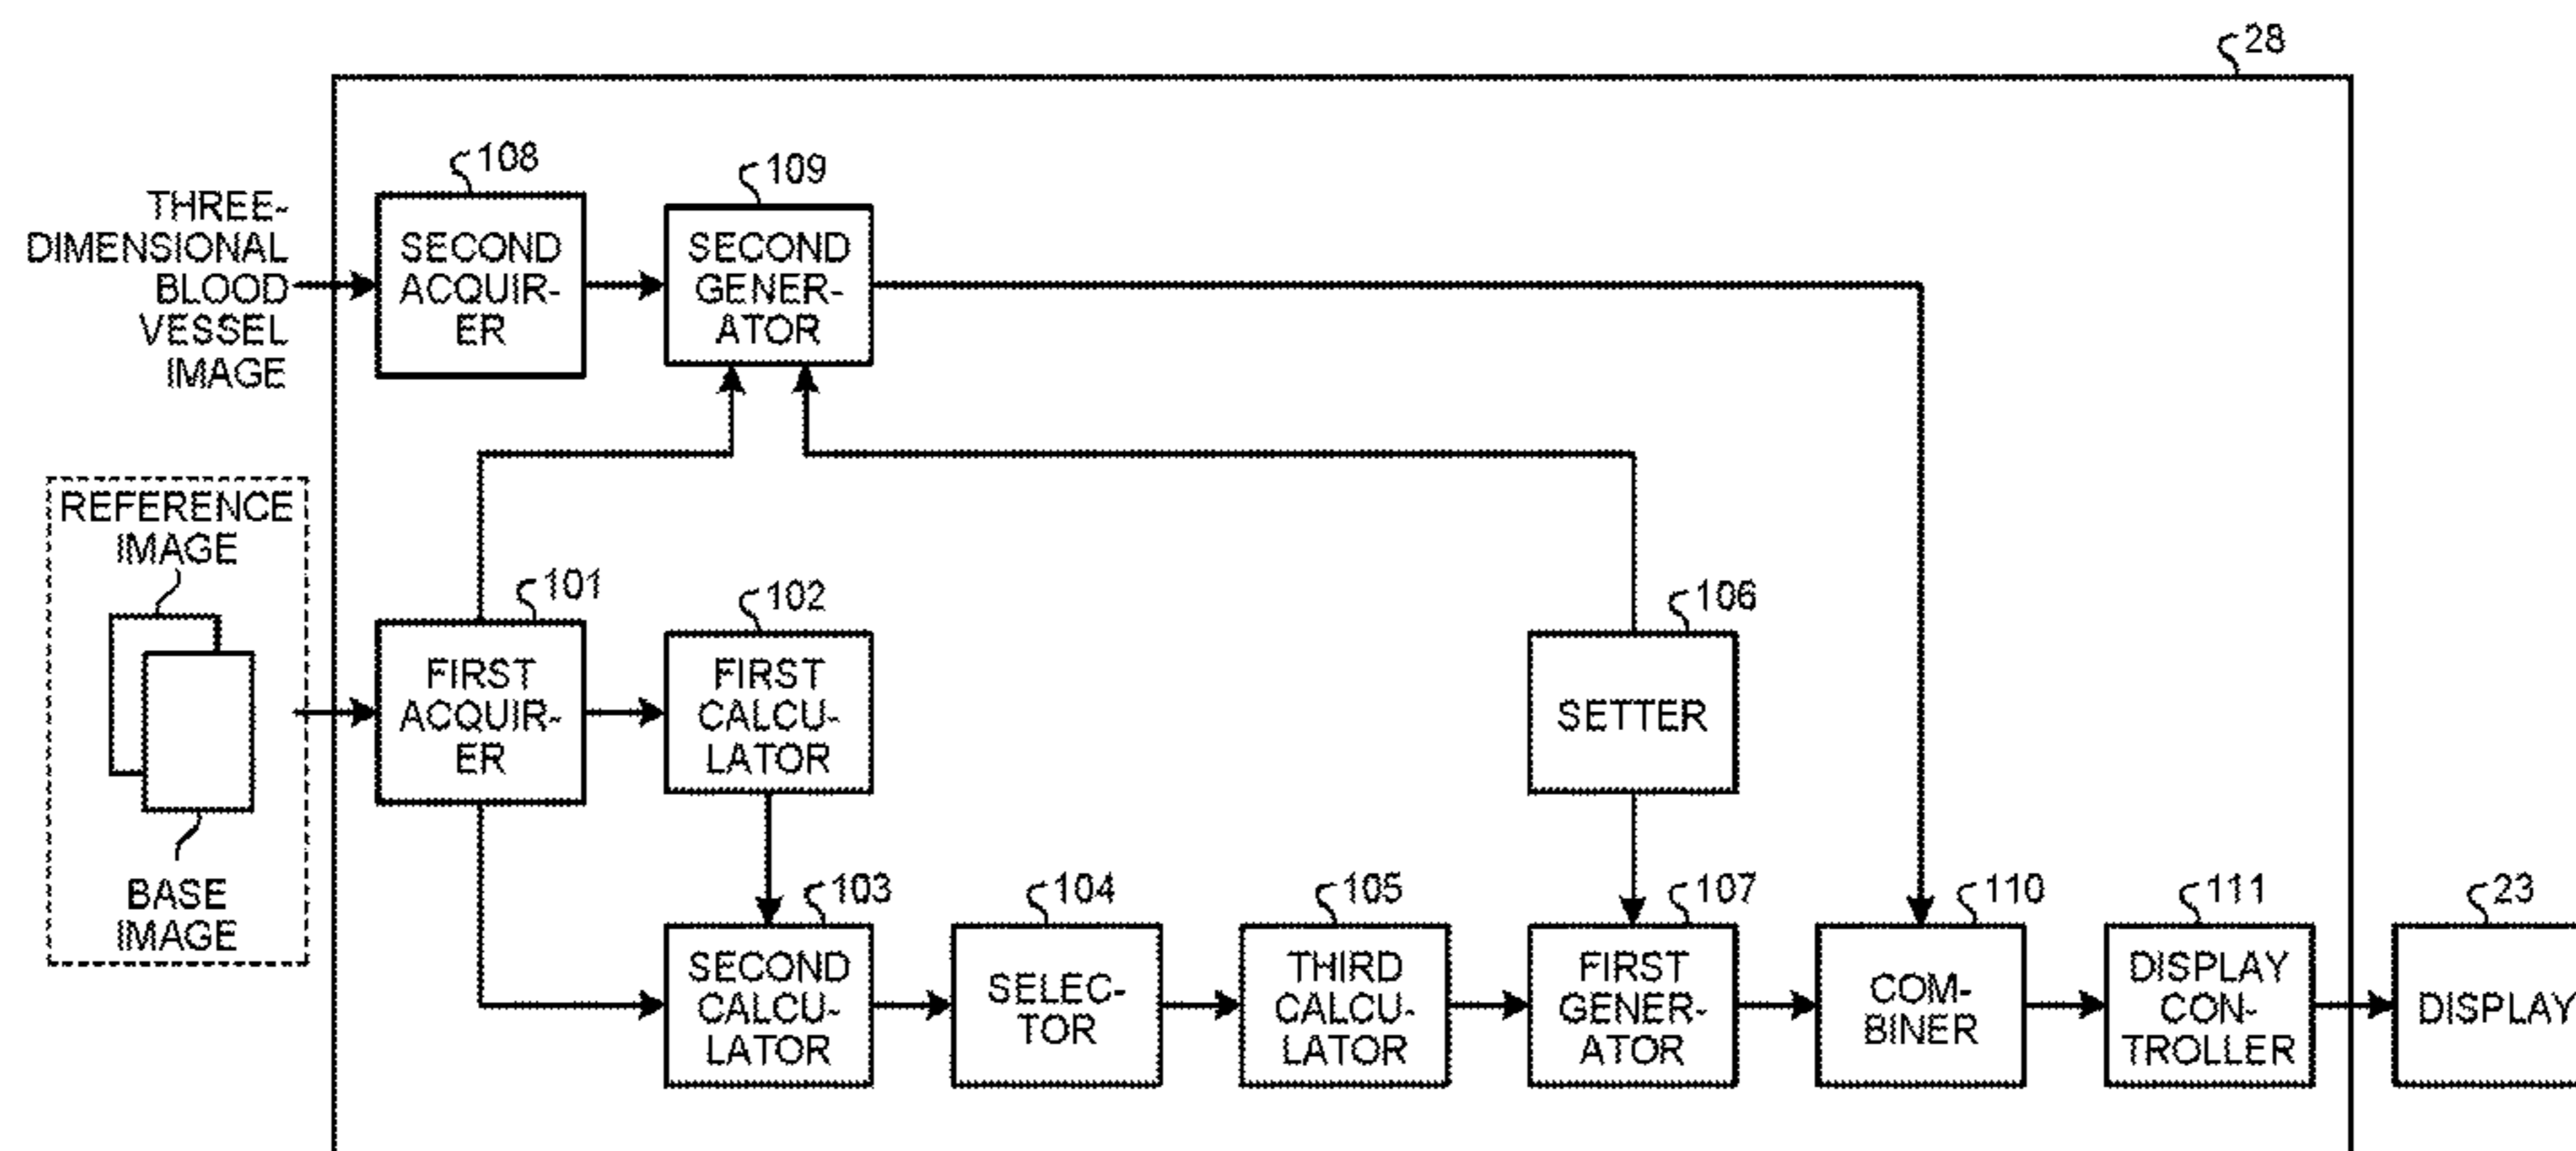 28
108
109
THREE-
DIMENSIONAL
BLOOD
VESSEL
IMAGE
SECOND
ACQUIR-
ER
SECOND
GENER-
ATOR
REFERENCE
IMAGE
BASE
IMAGE
101
102
106
FIRST
ACQUIR-
ER
FIRST
CALCU-
LATOR
SETTER
103
104
105
107
110
111
23
SECOND
CALCU-
LATOR
SELEC-
TOR
THIRD
CALCU-
LATOR
FIRST
GENER-
ATOR
COM-
BINER
DISPLAY
CON-
TROLLER
DISPLAY